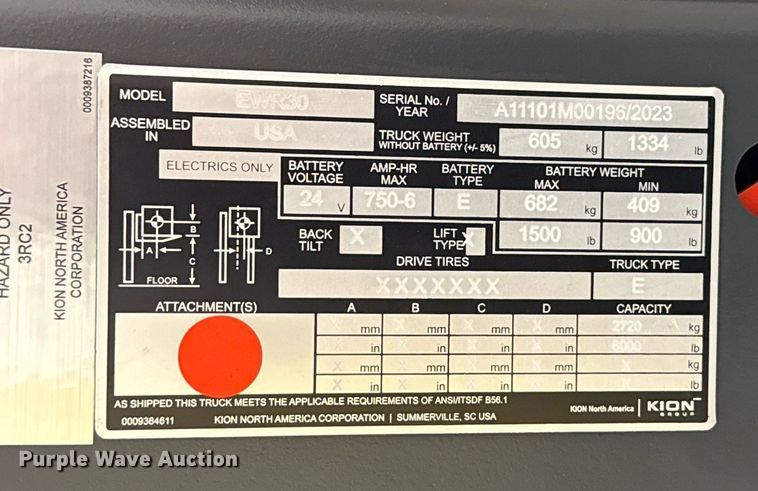 0009387216
HAZARD ONLY
3RC2
KION NORTH AMERICA
CORPORATION
MODEL EWR30 SERIAL No. / YEAR A11101M00196/2023
ASSEMBLED IN USA TRUCK WEIGHT WITHOUT BATTERY (+/- 5%) 605 kg 1334 lb
ELECTRICS ONLY BATTERY VOLTAGE AMP-HR MAX BATTERY TYPE BATTERY WEIGHT
MAX MIN
24 V 750-6 E 682 kg 409 kg
1500 lb 900 lb
BACK TILT X LIFT TYPE X
DRIVE TIRES TRUCK TYPE
XXXXXXX E
A B C D
FLOOR
ATTACHMENT(S) A B C D CAPACITY
X mm X mm X mm X mm 2720 kg
X in X in X in X in 6000 lb
X mm X mm X mm X mm X kg
X in X in X in X in X lb
AS SHIPPED THIS TRUCK MEETS THE APPLICABLE REQUIREMENTS OF ANSI/ITSDF B56.1
0009384611 KION NORTH AMERICA CORPORATION | SUMMERVILLE, SC USA KION North America | KION GROUP
Purple Wave Auction